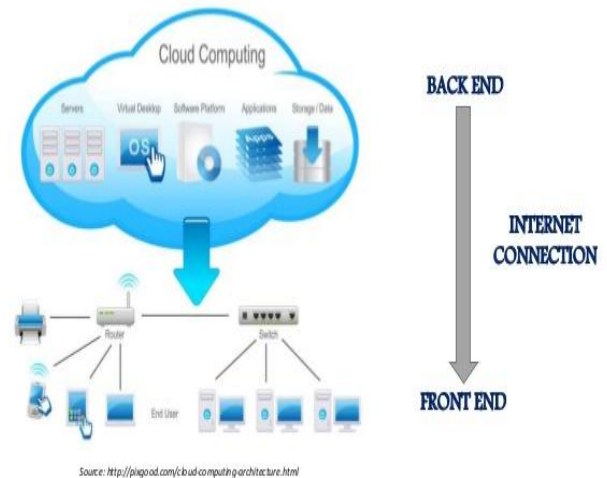 Cloud Computing
Servers
Virtual Desktop
Software Platform
Applications
Storage / Data
OS
Apps
BACK END
INTERNET
CONNECTION
Router
Switch
End User
FRONT END
Source: http://pixgood.com/cloud-computing-architecture.html